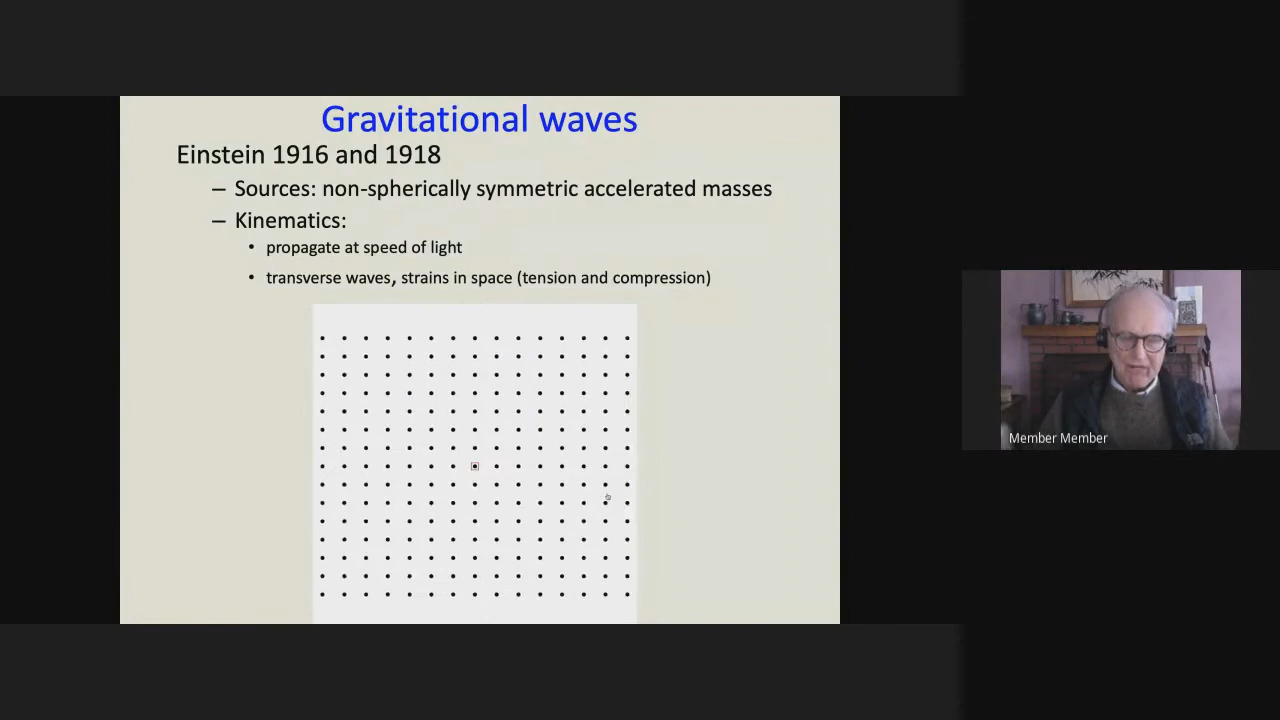 Gravitational waves
Einstein 1916 and 1918
– Sources: non-spherically symmetric accelerated masses
– Kinematics:
• propagate at speed of light
• transverse waves, strains in space (tension and compression)
Member Member